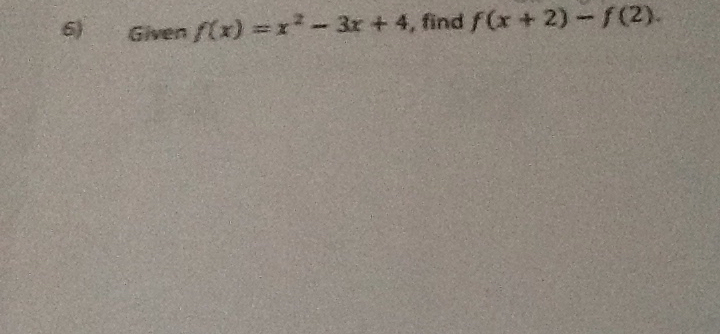 6) Given f(x) = x² − 3x + 4, find f(x + 2) − f(2).